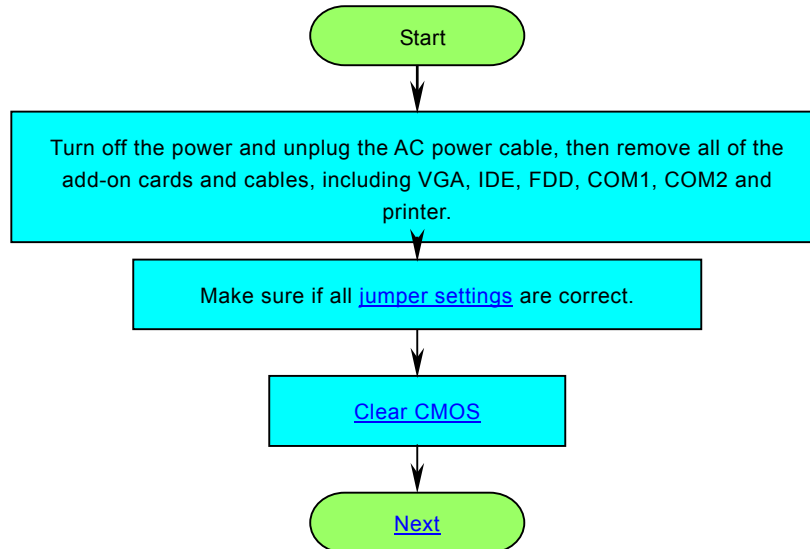 Start
Turn off the power and unplug the AC power cable, then remove all of the
add-on cards and cables, including VGA, IDE, FDD, COM1, COM2 and
printer.
Make sure if all jumper settings are correct.
Clear CMOS
Next